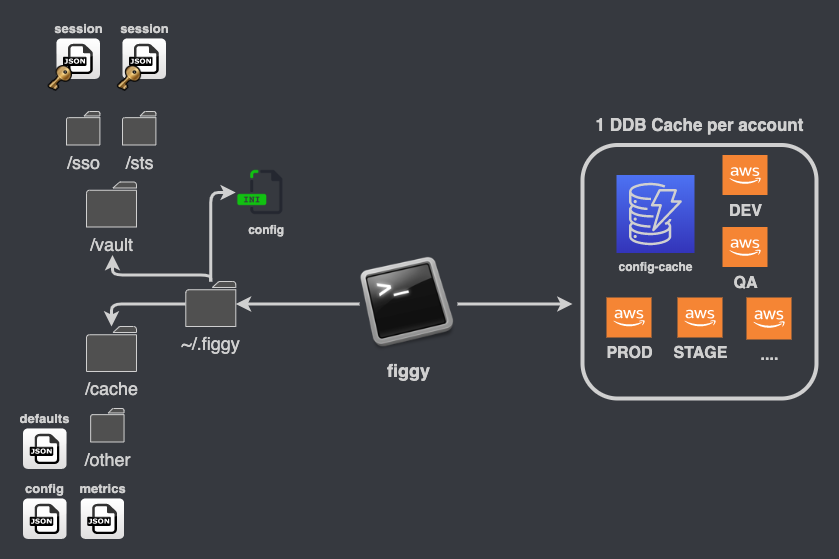 session
session
JSON
JSON
/sso
/sts
/vault
INI
config
~/.figgy
/cache
defaults
JSON
/other
config
metrics
JSON
JSON
>_
figgy
1 DDB Cache per account
config-cache
aws
DEV
aws
QA
aws
PROD
aws
STAGE
aws
....